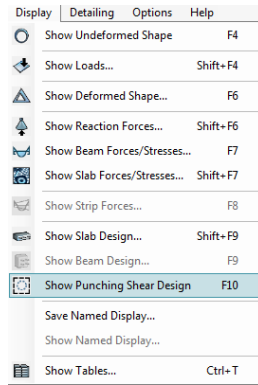 Display Detailing Options Help
Show Undeformed Shape F4
Show Loads... Shift+F4
Show Deformed Shape... F6
Show Reaction Forces... Shift+F6
Show Beam Forces/Stresses... F7
Show Slab Forces/Stresses... Shift+F7
Show Strip Forces... F8
Show Slab Design... Shift+F9
Show Beam Design... F9
Show Punching Shear Design F10
Save Named Display...
Show Named Display...
Show Tables... Ctrl+T